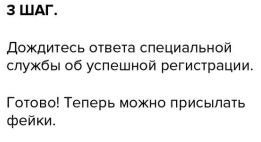 3 ШАГ.
Дождитесь ответа специальной
службы об успешной регистрации.
Готово! Теперь можно присылать
фейки.